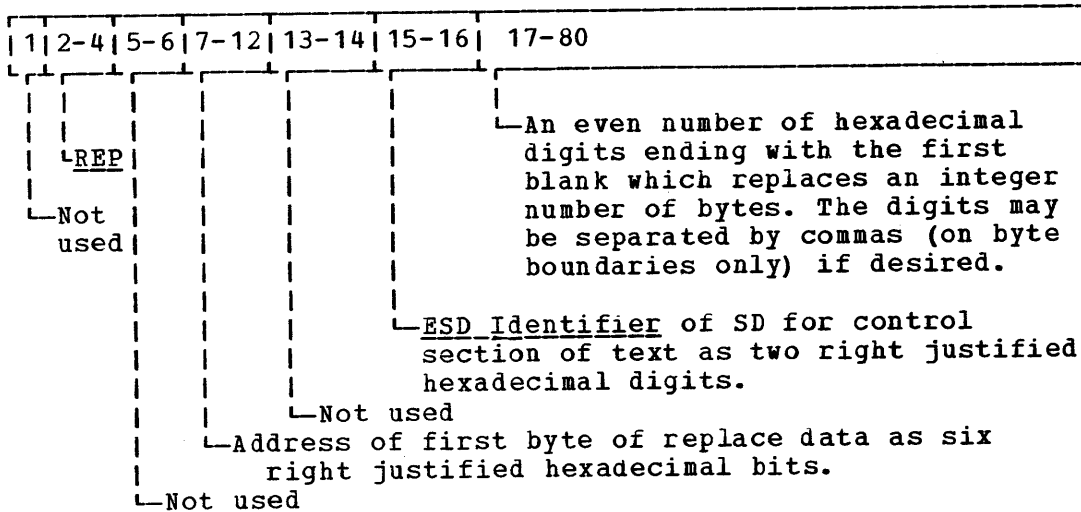 1 2-4 5-6 7-12 13-14 15-16 17-80
An even number of hexadecimal
digits ending with the first
blank which replaces an integer
number of bytes. The digits may
be separated by commas (on byte
boundaries only) if desired.
REP
Not
used
ESD Identifier of SD for control
section of text as two right justified
hexadecimal digits.
Not used
Address of first byte of replace data as six
right justified hexadecimal bits.
Not used